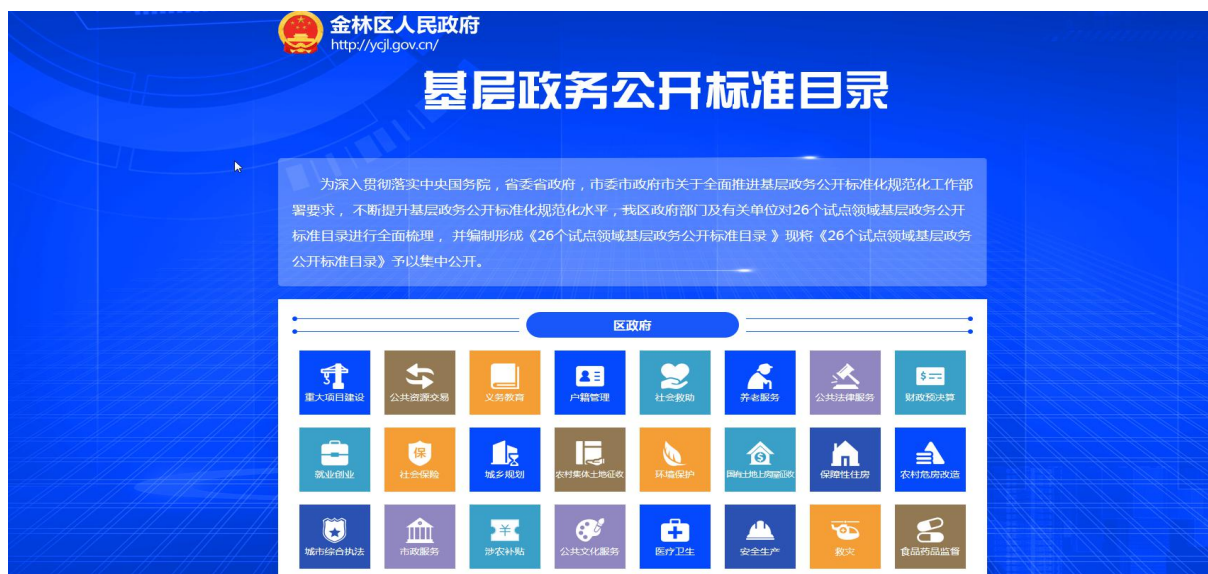 金林区人民政府
http://ycjl.gov.cn/
基层政务公开标准目录
为深入贯彻落实中央国务院，省委省政府，市委市政府市关于全面推进基层政务公开标准化规范化工作部
署要求， 不断提升基层政务公开标准化规范化水平，我区政府部门及有关单位对26个试点领域基层政务公开
标准目录进行全面梳理， 并编制形成《26个试点领域基层政务公开标准目录 》现将《26个试点领域基层政务
公开标准目录》予以集中公开。
区政府
重大项目建设 公共资源交易 义务教育 户籍管理 社会救助 养老服务 公共法律服务 财政预决算
保
就业创业 社会保险 城乡规划 农村集体土地征收 环境保护 国有土地上房屋征收 保障性住房 农村危房改造
城市综合执法 市政服务 涉农补贴 公共文化服务 医疗卫生 安全生产 救灾 食品药品监督